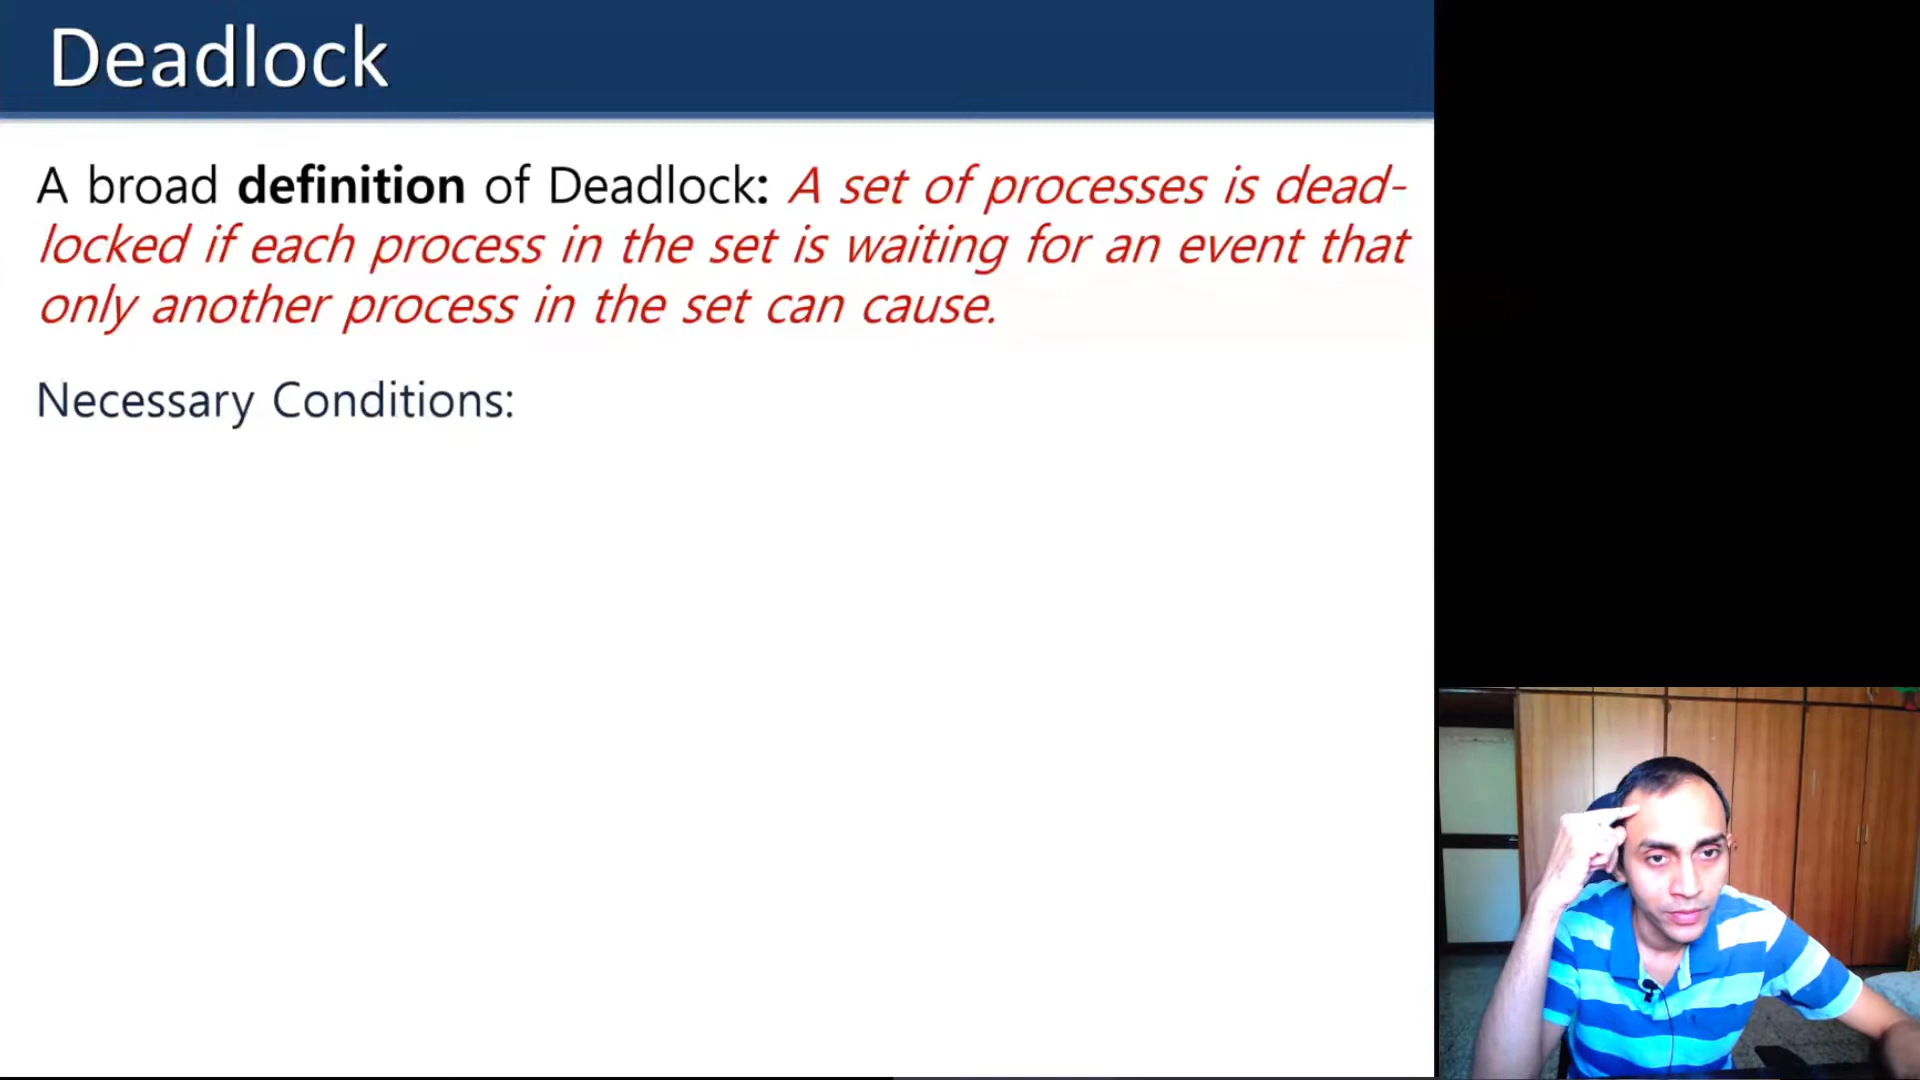 Deadlock
A broad definition of Deadlock: A set of processes is dead-
locked if each process in the set is waiting for an event that
only another process in the set can cause.
Necessary Conditions: